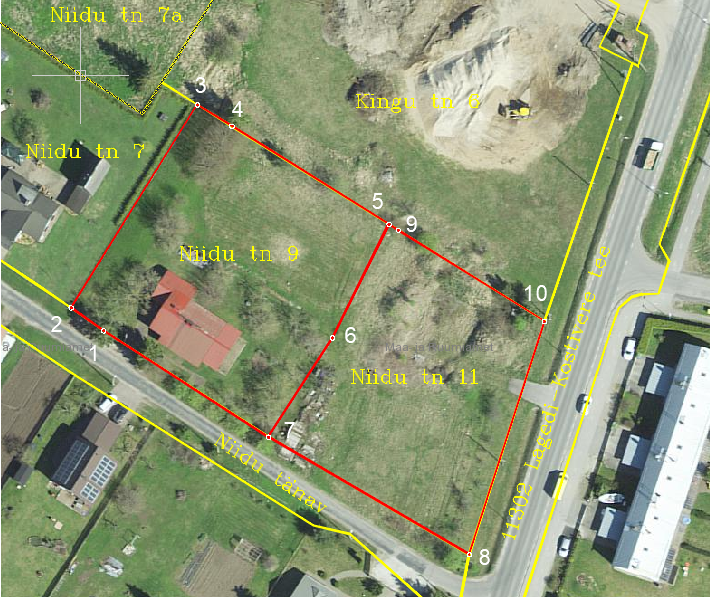 Niidu tn 7a
3
4
Kingu tn 6
Niidu tn 7
5
9
Niidu tn 9
10
2
1
6
Niidu tn 11
7
Niidu tänav
11302 Lagedi-Kostivere tee
8